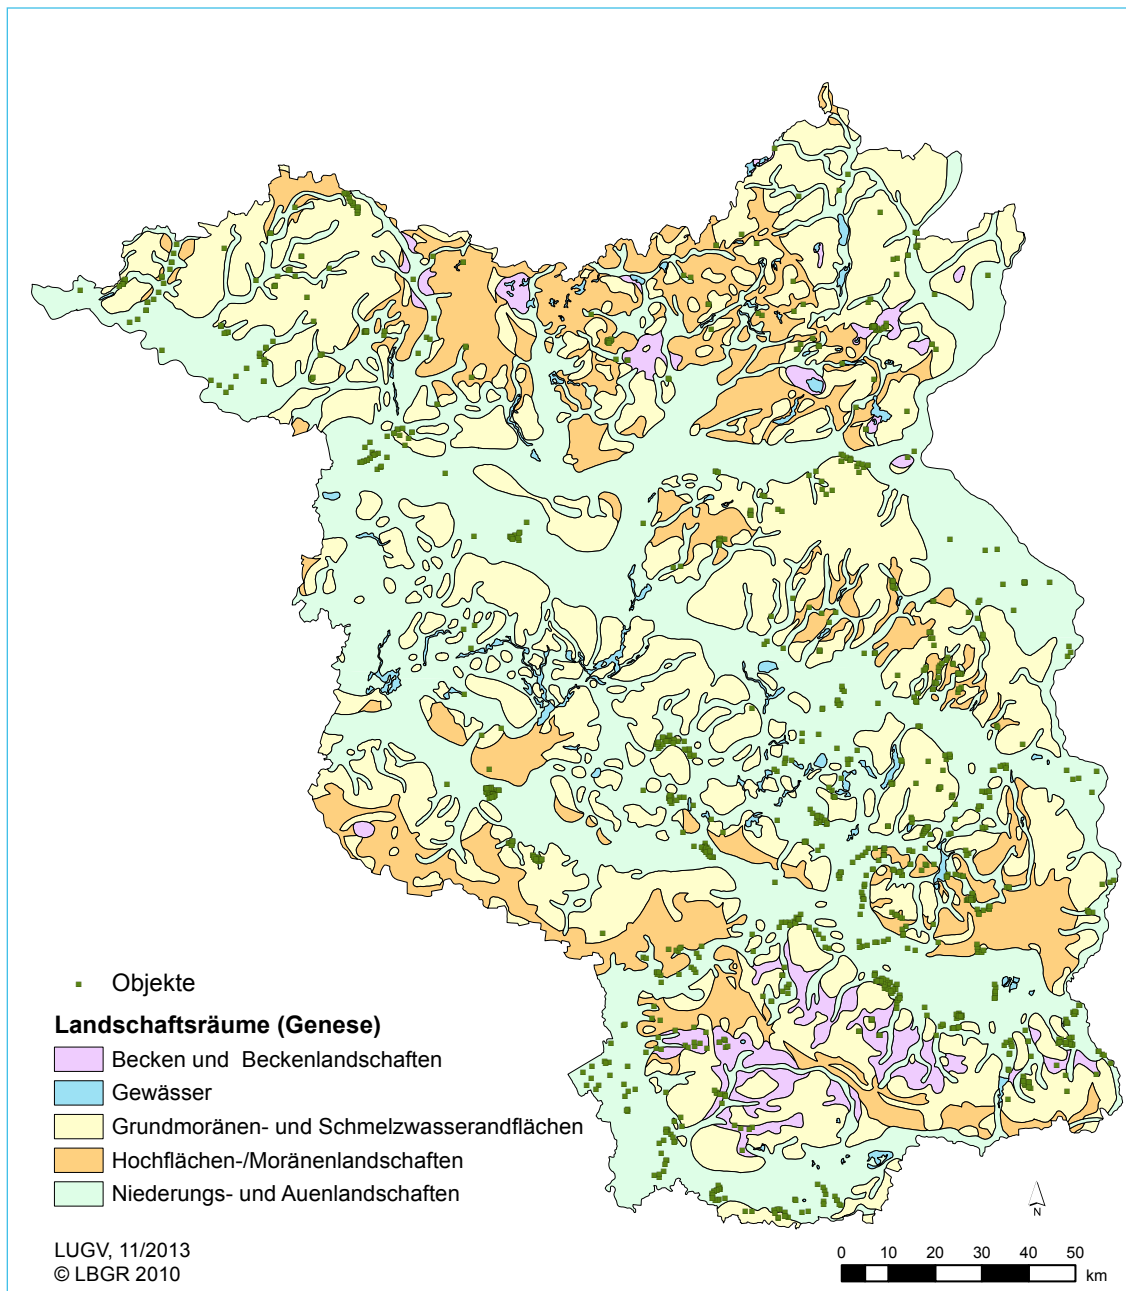 Objekte
Landschaftsräume (Genese)
Becken und Beckenlandschaften
Gewässer
Grundmoränen- und Schmelzwasserandflächen
Hochflächen-/Moränenlandschaften
Niederungs- und Auenlandschaften
LUGV, 11/2013
© LBGR 2010
N
0 10 20 30 40 50
km